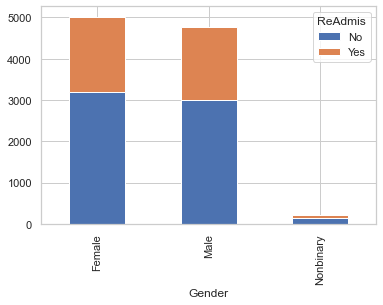 ReAdmis
No
Yes
5000
4000
3000
2000
1000
0
Female
Male
Nonbinary
Gender